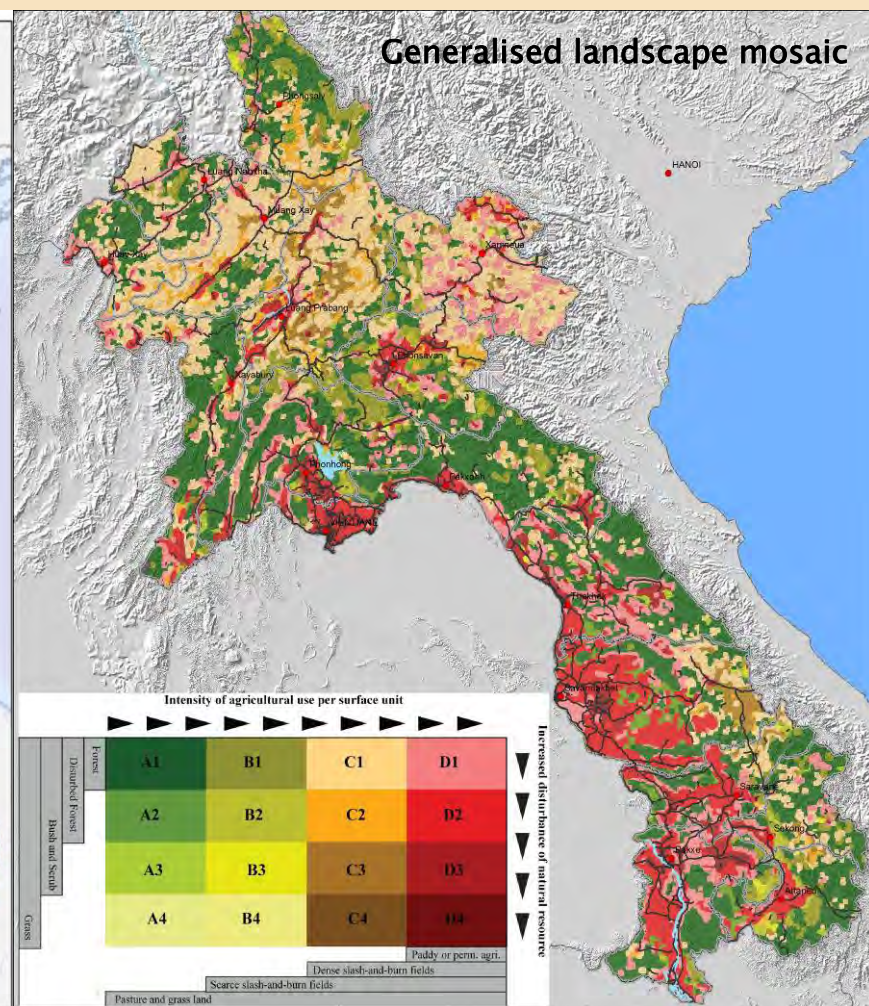 Generalised landscape mosaic
Phongsaly
HANOI
Luang Namtha
Muang Xay
Huay Xay
Xamneua
Luang Prabang
Phonsavan
Xayabury
Phonhong
Pakxanh
VIENTIANE
Thakhek
Savannakhet
Saravane
Sekong
Pakxe
Attapeu
Intensity of agricultural use per surface unit
Increased disturbance of natural resource
Forest
Disturbed Forest
Bush and Scrub
Grass
A1 B1 C1 D1
A2 B2 C2 D2
A3 B3 C3 D3
A4 B4 C4 D4
Paddy or perm. agri.
Dense slash-and-burn fields
Scarce slash-and-burn fields
Pasture and grass land